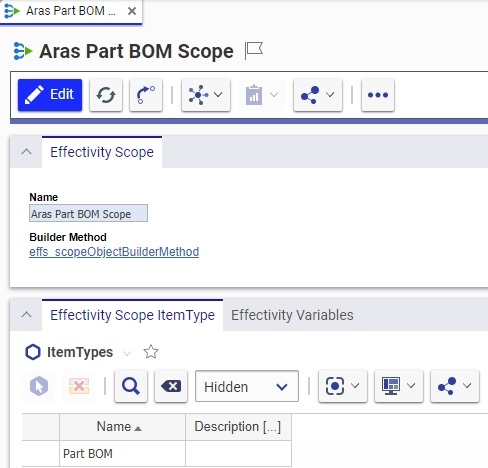 Aras Part BOM ...
Aras Part BOM Scope
Edit
Effectivity Scope
Name
Aras Part BOM Scope
Builder Method
effs_scopeObjectBuilderMethod
Effectivity Scope ItemType Effectivity Variables
ItemTypes
Hidden
Name Description [...]
Part BOM